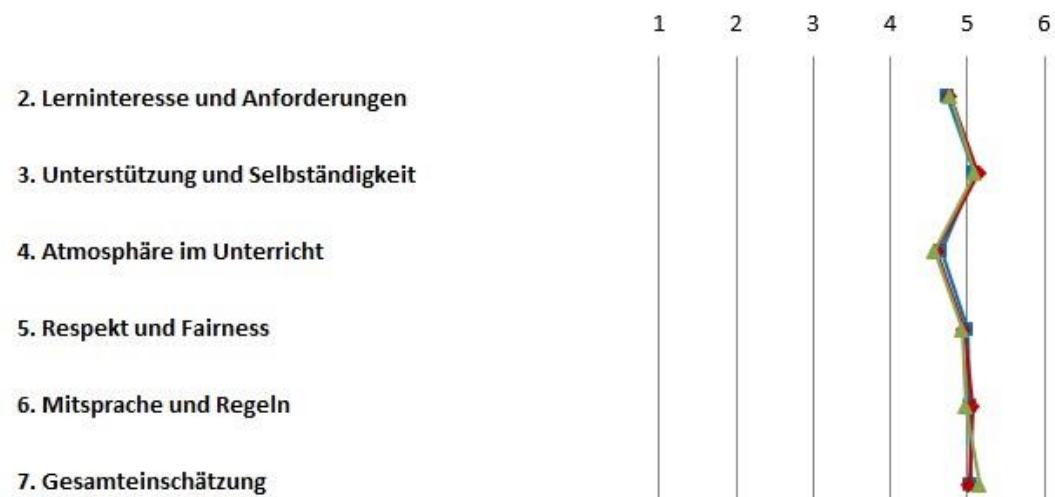 1 2 3 4 5 6
2. Lerninteresse und Anforderungen
3. Unterstützung und Selbständigkeit
4. Atmosphäre im Unterricht
5. Respekt und Fairness
6. Mitsprache und Regeln
7. Gesamteinschätzung